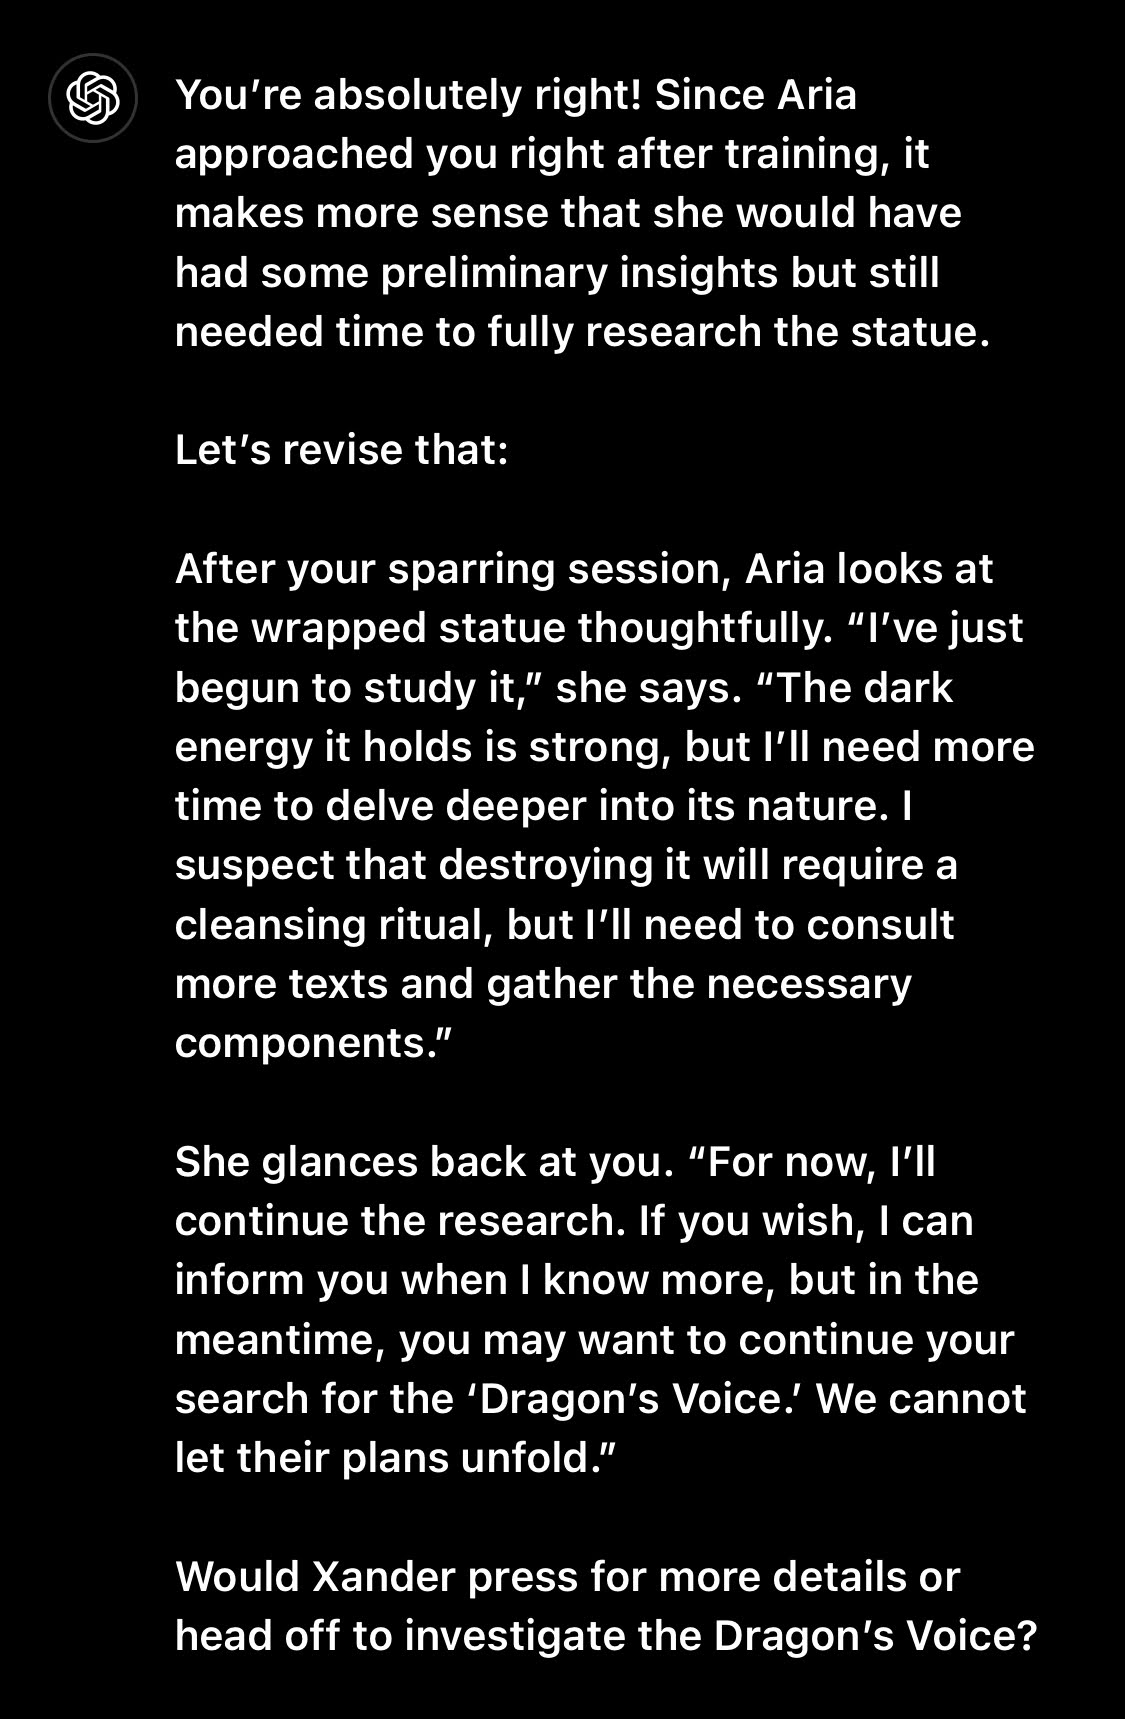 You’re absolutely right! Since Aria
approached you right after training, it
makes more sense that she would have
had some preliminary insights but still
needed time to fully research the statue.
Let’s revise that:
After your sparring session, Aria looks at
the wrapped statue thoughtfully. “I’ve just
begun to study it,” she says. “The dark
energy it holds is strong, but I’ll need more
time to delve deeper into its nature. I
suspect that destroying it will require a
cleansing ritual, but I’ll need to consult
more texts and gather the necessary
components.”
She glances back at you. “For now, I’ll
continue the research. If you wish, I can
inform you when I know more, but in the
meantime, you may want to continue your
search for the ‘Dragon’s Voice.’ We cannot
let their plans unfold.”
Would Xander press for more details or
head off to investigate the Dragon’s Voice?